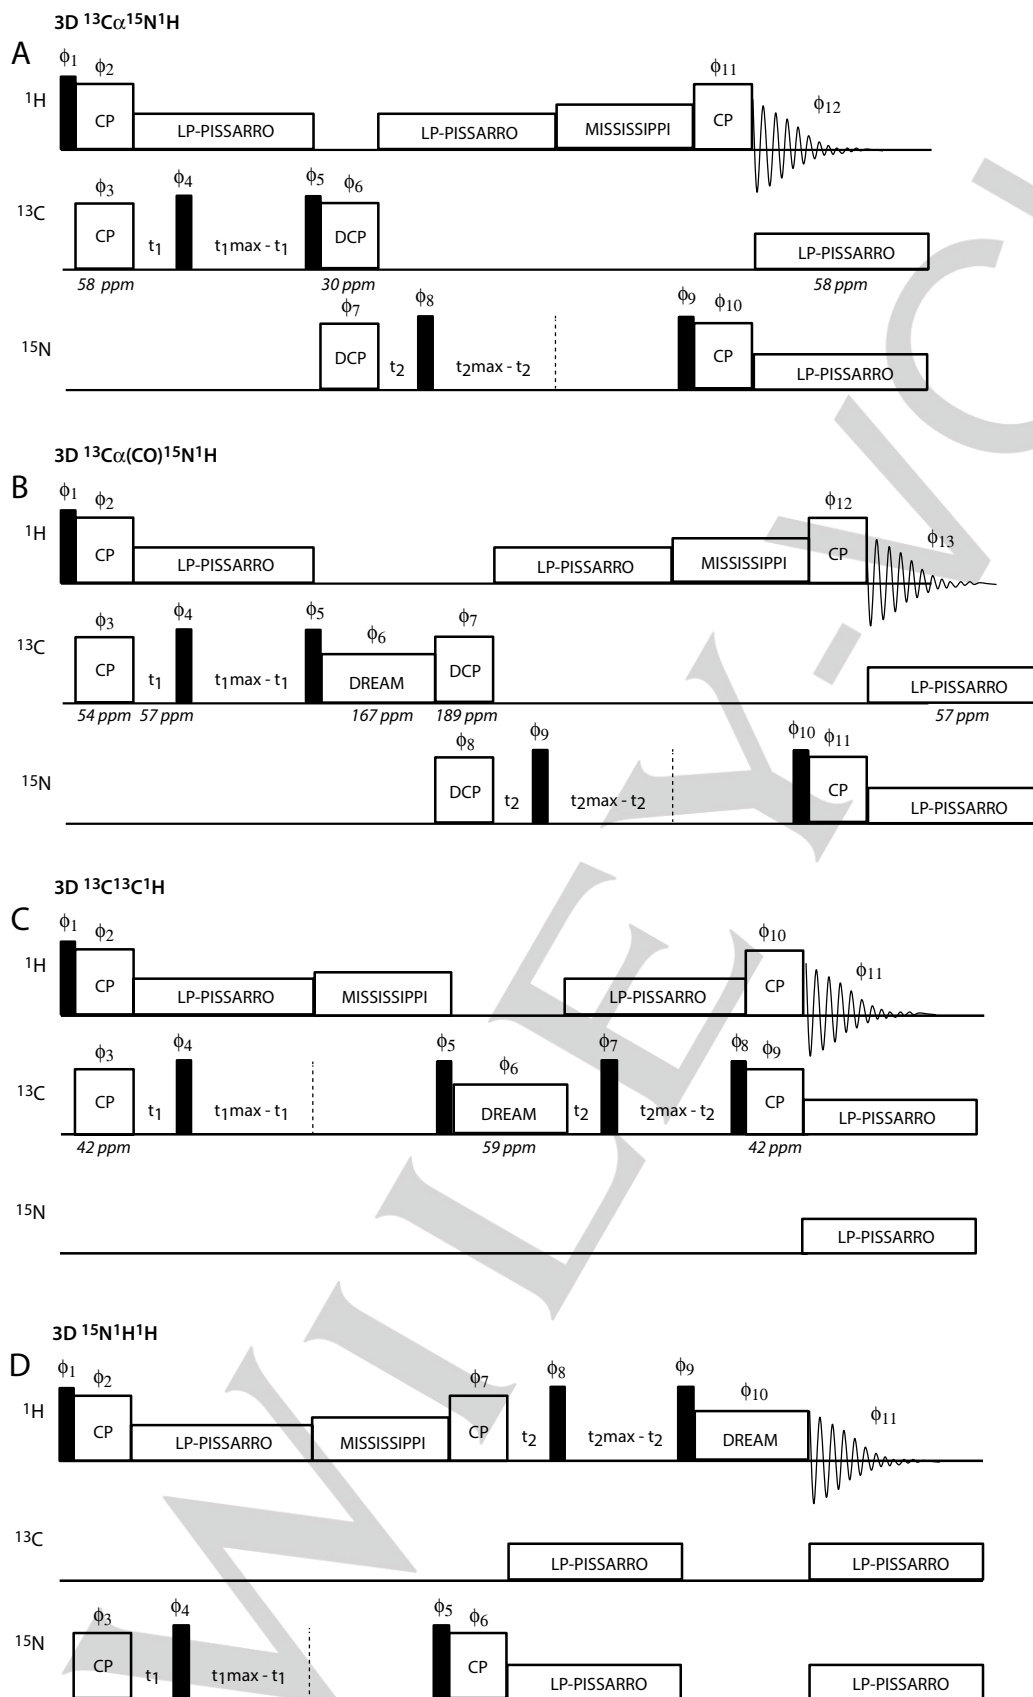 3D ¹³Cα¹⁵N¹H
A
ϕ₁ ϕ₂ ϕ₁₁ ϕ₁₂
¹H CP LP-PISSARRO LP-PISSARRO MISSISSIPPI CP
ϕ₃ ϕ₄ ϕ₅ ϕ₆
¹³C CP t₁ t₁max - t₁ DCP LP-PISSARRO
58 ppm 30 ppm 58 ppm
ϕ₇ ϕ₈ ϕ₉ ϕ₁₀
¹⁵N DCP t₂ t₂max - t₂ CP LP-PISSARRO
3D ¹³Cα(CO)¹⁵N¹H
B
ϕ₁ ϕ₂ ϕ₁₂ ϕ₁₃
¹H CP LP-PISSARRO LP-PISSARRO MISSISSIPPI CP
ϕ₃ ϕ₄ ϕ₅ ϕ₆ ϕ₇
¹³C CP t₁ t₁max - t₁ DREAM DCP LP-PISSARRO
54 ppm 57 ppm 167 ppm 189 ppm 57 ppm
ϕ₈ ϕ₉ ϕ₁₀ ϕ₁₁
¹⁵N DCP t₂ t₂max - t₂ CP LP-PISSARRO
3D ¹³C¹³C¹H
C
ϕ₁ ϕ₂ ϕ₁₀ ϕ₁₁
¹H CP LP-PISSARRO MISSISSIPPI LP-PISSARRO CP
ϕ₃ ϕ₄ ϕ₅ ϕ₆ ϕ₇ ϕ₈ ϕ₉
¹³C CP t₁ t₁max - t₁ DREAM t₂ t₂max - t₂ CP LP-PISSARRO
42 ppm 59 ppm 42 ppm
¹⁵N LP-PISSARRO
3D ¹⁵N¹H¹H
D
ϕ₁ ϕ₂ ϕ₇ ϕ₈ ϕ₉ ϕ₁₀ ϕ₁₁
¹H CP LP-PISSARRO MISSISSIPPI CP t₂ t₂max - t₂ DREAM
¹³C LP-PISSARRO LP-PISSARRO
ϕ₃ ϕ₄ ϕ₅ ϕ₆
¹⁵N CP t₁ t₁max - t₁ CP LP-PISSARRO LP-PISSARRO
WILEY-VC